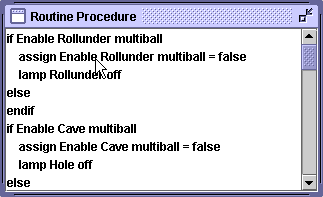 Routine Procedure
if Enable Rollunder multiball
assign Enable Rollunder multiball = false
lamp Rollunder off
else
endif
if Enable Cave multiball
assign Enable Cave multiball = false
lamp Hole off
else